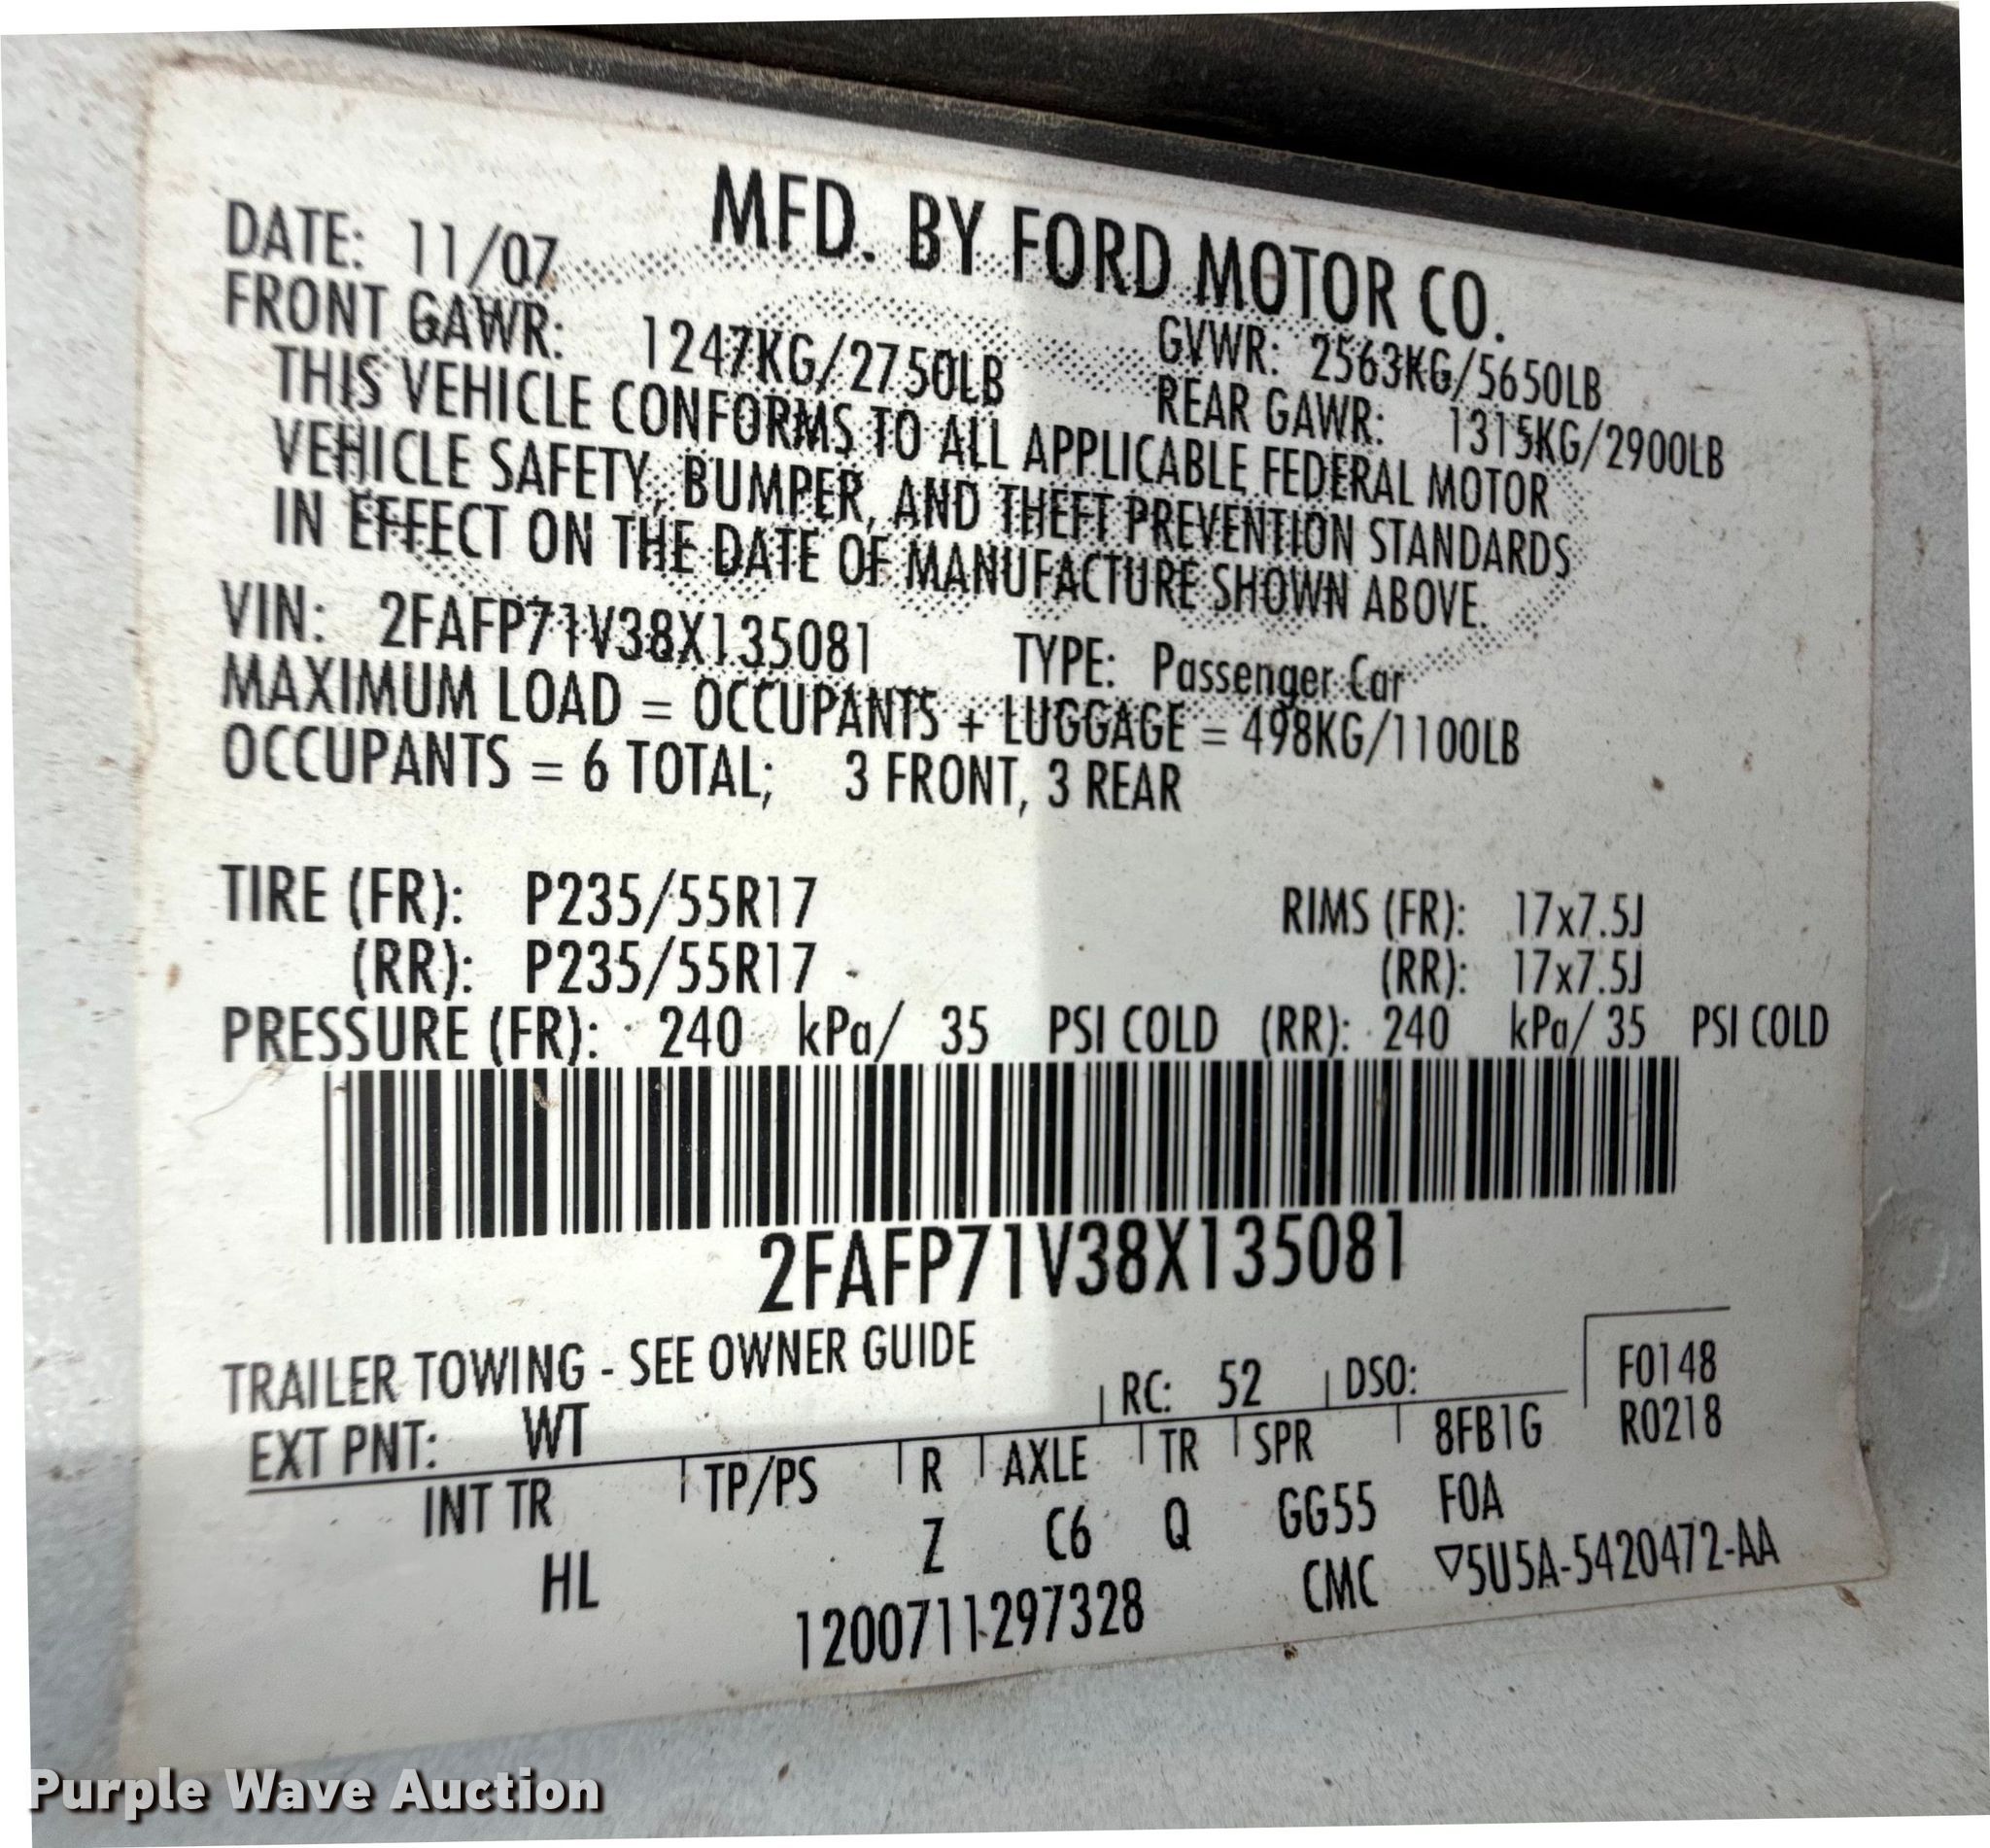 MFD. BY FORD MOTOR CO.
DATE: 11/07 GVWR: 2563KG/5650LB
FRONT GAWR: 1247KG/2750LB REAR GAWR: 1315KG/2900LB
THIS VEHICLE CONFORMS TO ALL APPLICABLE FEDERAL MOTOR
VEHICLE SAFETY, BUMPER, AND THEFT PREVENTION STANDARDS
IN EFFECT ON THE DATE OF MANUFACTURE SHOWN ABOVE.
VIN: 2FAFP71V38X135081 TYPE: Passenger Car
MAXIMUM LOAD = OCCUPANTS + LUGGAGE = 498KG/1100LB
OCCUPANTS = 6 TOTAL; 3 FRONT, 3 REAR
TIRE (FR): P235/55R17 RIMS (FR): 17x7.5J
(RR): P235/55R17 (RR): 17x7.5J
PRESSURE (FR): 240 kPa/ 35 PSI COLD (RR): 240 kPa/ 35 PSI COLD
2FAFP71V38X135081
TRAILER TOWING - SEE OWNER GUIDE
EXT PNT: WT RC: 52 DSO: F0148
INT TR TP/PS R AXLE TR SPR 8FB1G R0218
HL Z C6 Q GG55 FOA
1200711297328 CMC ▽5U5A-5420472-AA
Purple Wave Auction